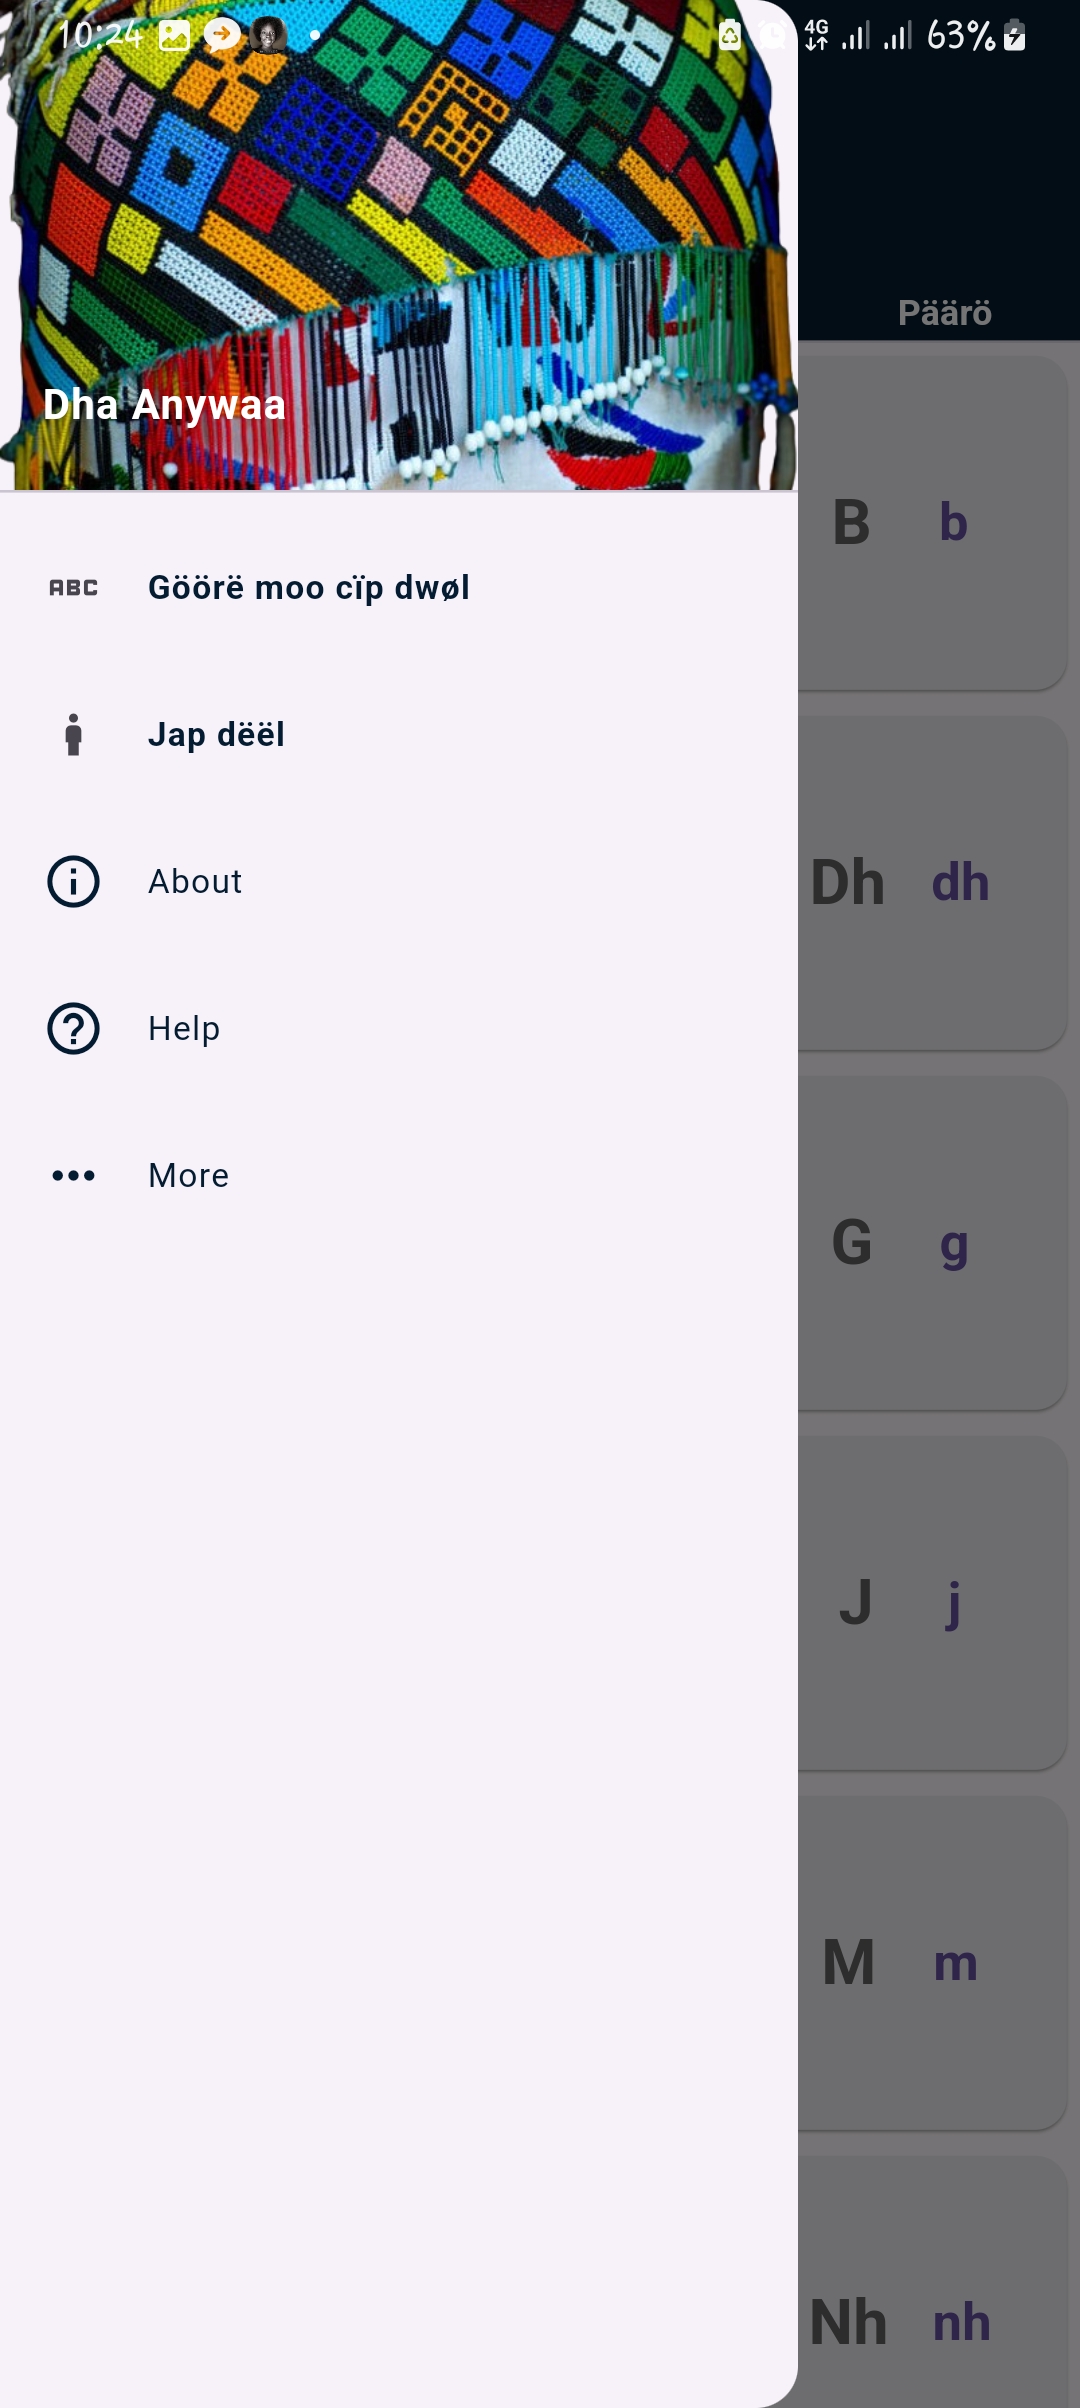 10:24
4G
63%
Dha Anywaa
ABC
Göörë moo cïp dwøl
Jap dëël
About
Help
More
Päärö
B b
Dh dh
G g
J j
M m
Nh nh